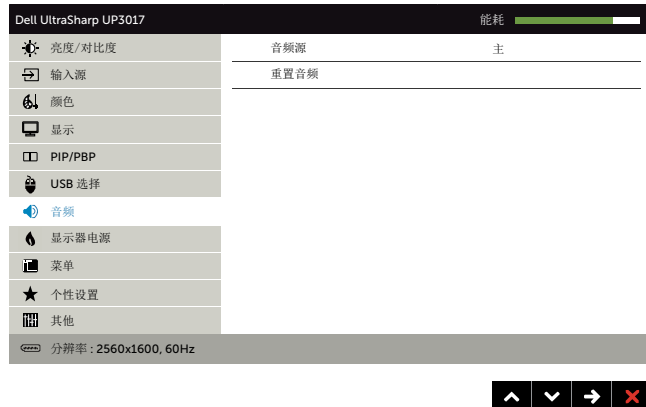 Dell UltraSharp UP3017 能耗
亮度/对比度 音频源 主
输入源 重置音频
颜色
显示
PIP/PBP
USB 选择
音频
显示器电源
菜单
个性设置
其他
分辨率 : 2560x1600, 60Hz